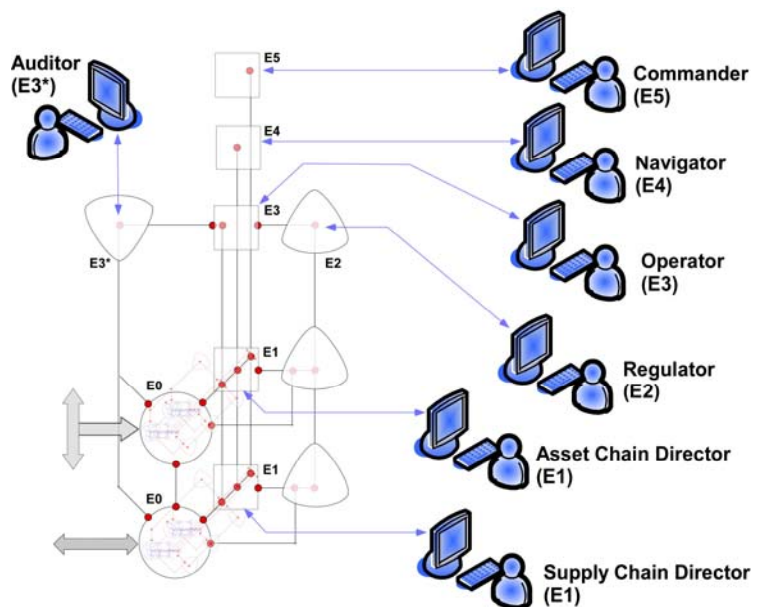 Auditor
(E3*)
E5
Commander
(E5)
E4
Navigator
(E4)
E3
E3*
E2
Operator
(E3)
Regulator
(E2)
E1
E0
Asset Chain Director
(E1)
E1
E0
Supply Chain Director
(E1)